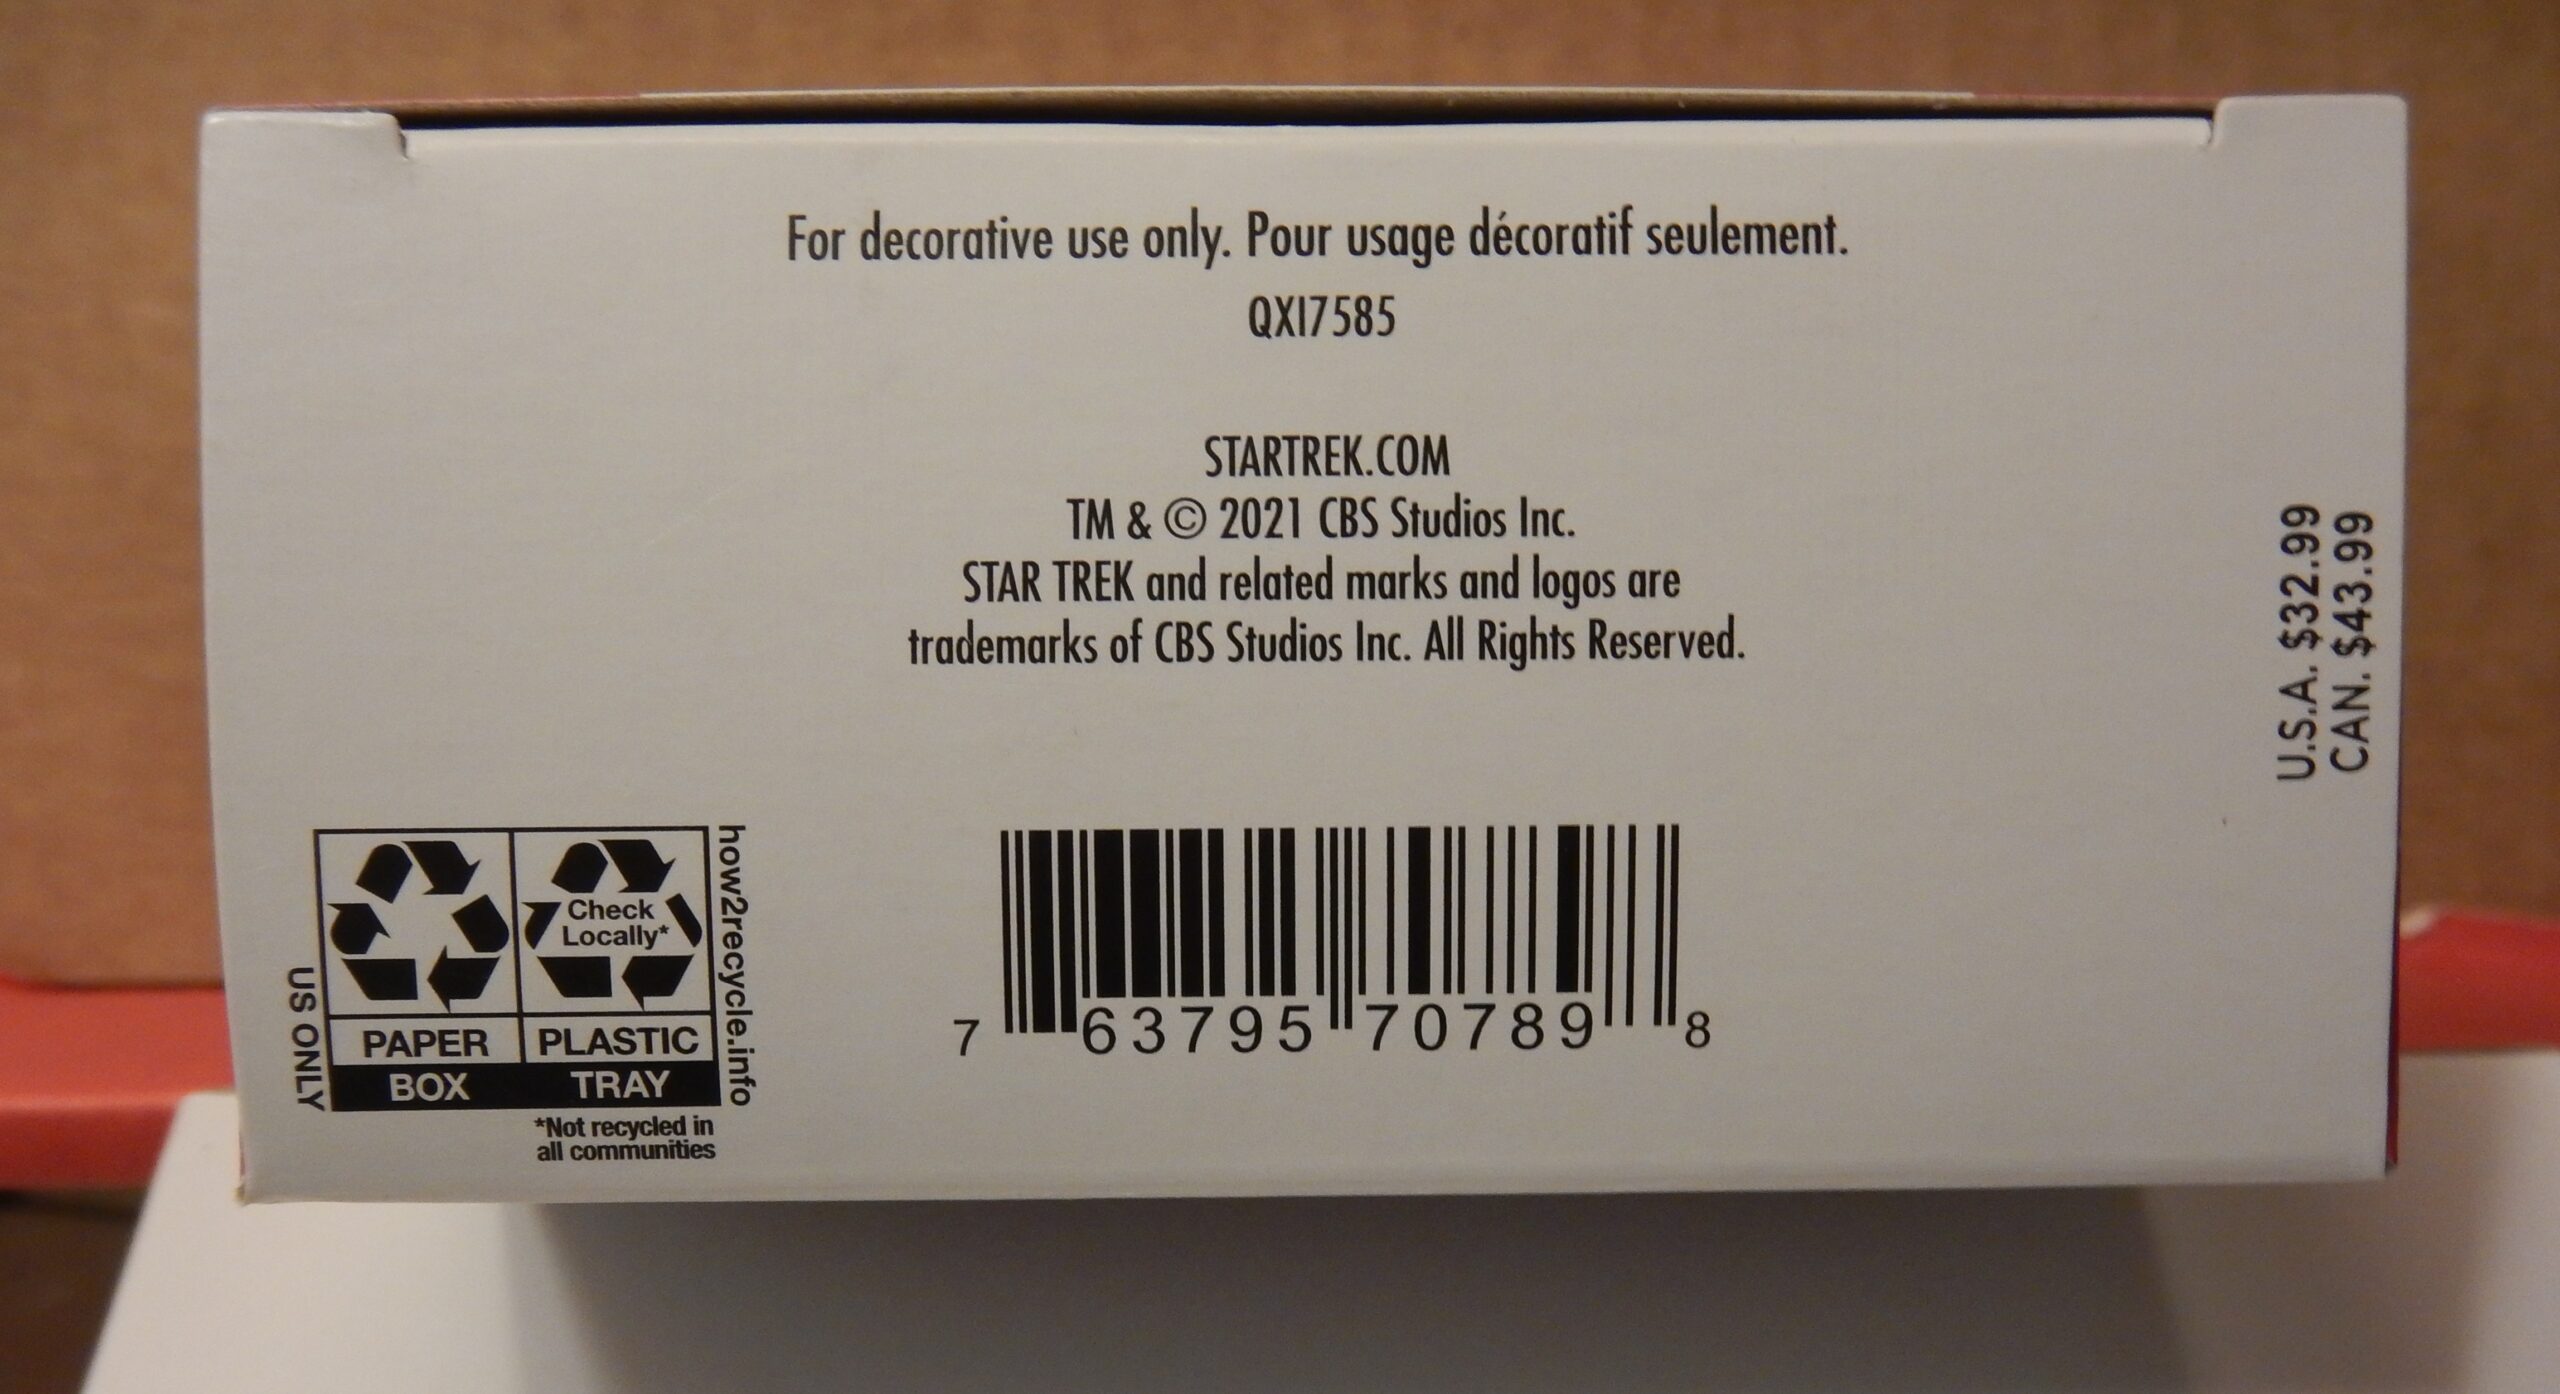 For decorative use only. Pour usage décoratif seulement.
QXI7585
STARTREK.COM
TM & © 2021 CBS Studios Inc.
STAR TREK and related marks and logos are
trademarks of CBS Studios Inc. All Rights Reserved.
U.S.A. $32.99
CAN. $43.99
US ONLY
Check
Locally*
PAPER PLASTIC
BOX TRAY
how2recycle.info
*Not recycled in
all communities
7 63795 70789 8